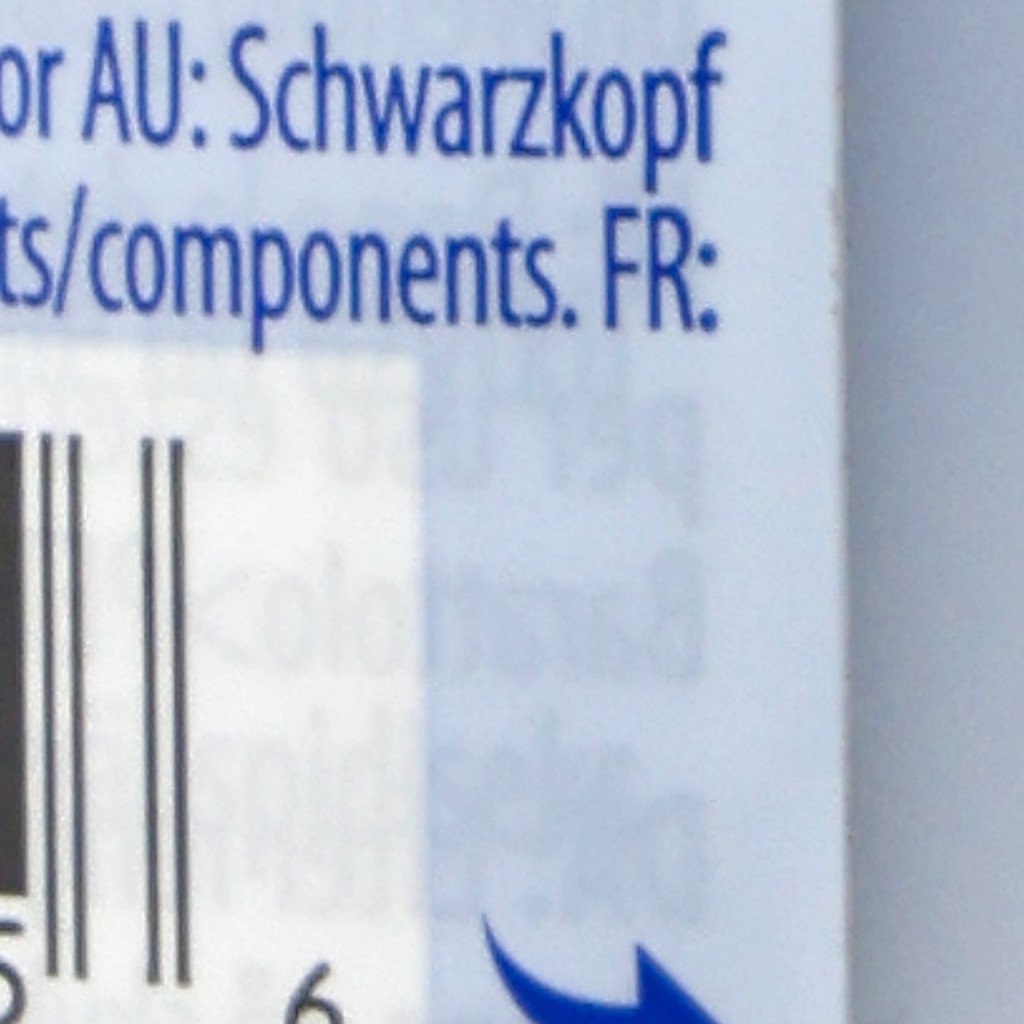 or AU: Schwarzkopf
ts/components. FR:
5 6